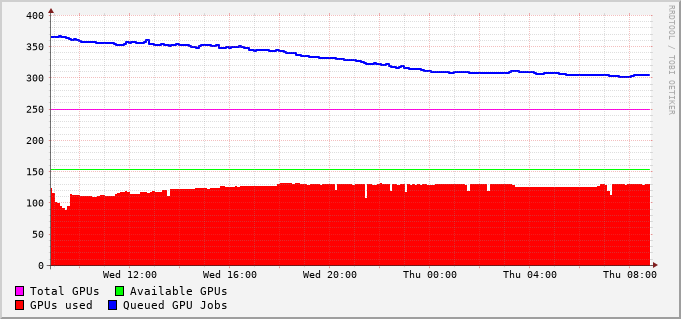 400
350
300
250
200
150
100
50
0
Wed 12:00 Wed 16:00 Wed 20:00 Thu 00:00 Thu 04:00 Thu 08:00
Total GPUs Available GPUs
GPUs used Queued GPU Jobs
RRDTOOL / TOBI OETIKER